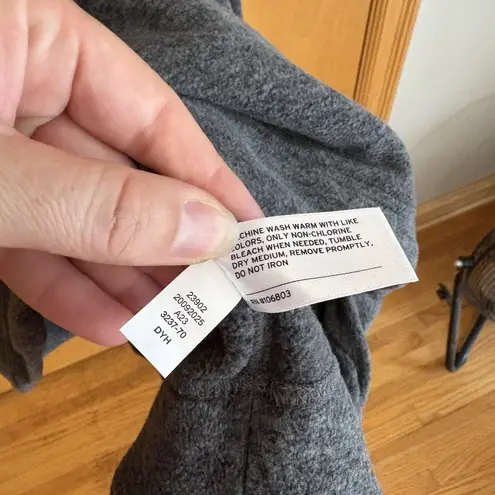 CHINE WASH WARM WITH LIKE
COLORS, ONLY NON-CHLORINE
BLEACH WHEN NEEDED, TUMBLE
DRY MEDIUM, REMOVE PROMPTLY,
DO NOT IRON
RN #106803
23902
20092025
A23
3237-70
DYH